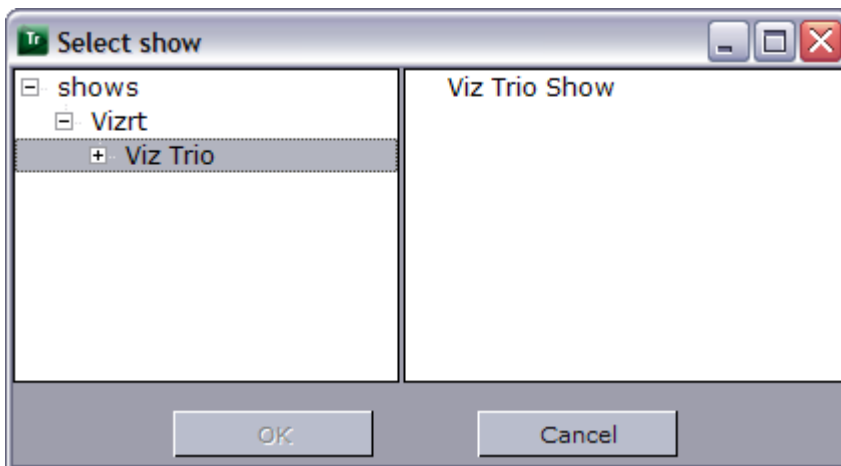 Tr Select show
shows
Vizrt
Viz Trio
Viz Trio Show
OK
Cancel